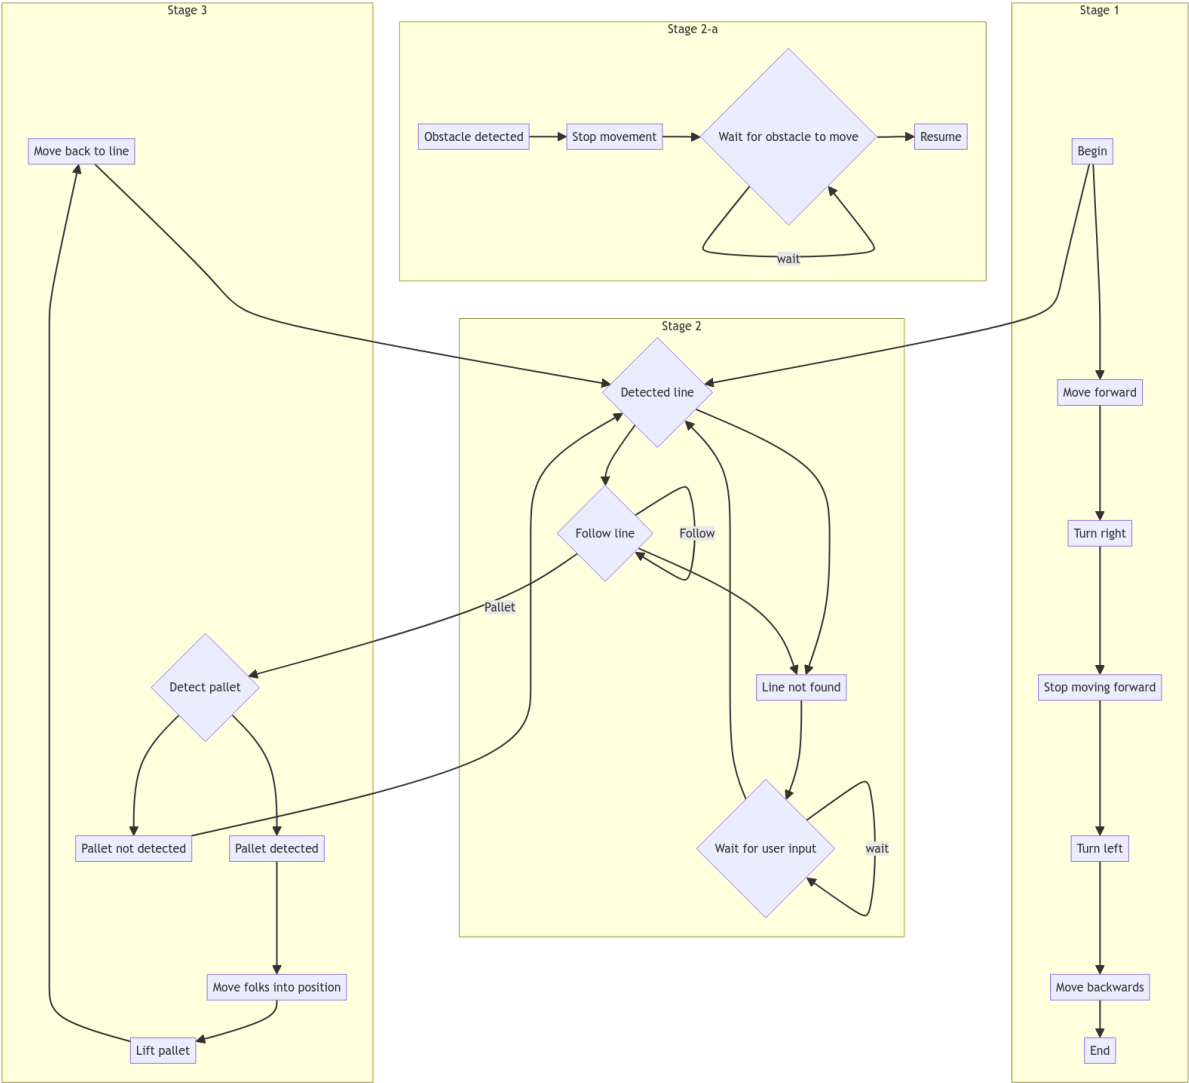 Stage 3
Move back to line
Detect pallet
Pallet not detected
Pallet detected
Move folks into position
Lift pallet
Stage 2-a
Obstacle detected
Stop movement
Wait for obstacle to move
Resume
wait
Stage 2
Detected line
Follow line
Follow
Pallet
Line not found
Wait for user input
wait
Stage 1
Begin
Move forward
Turn right
Stop moving forward
Turn left
Move backwards
End